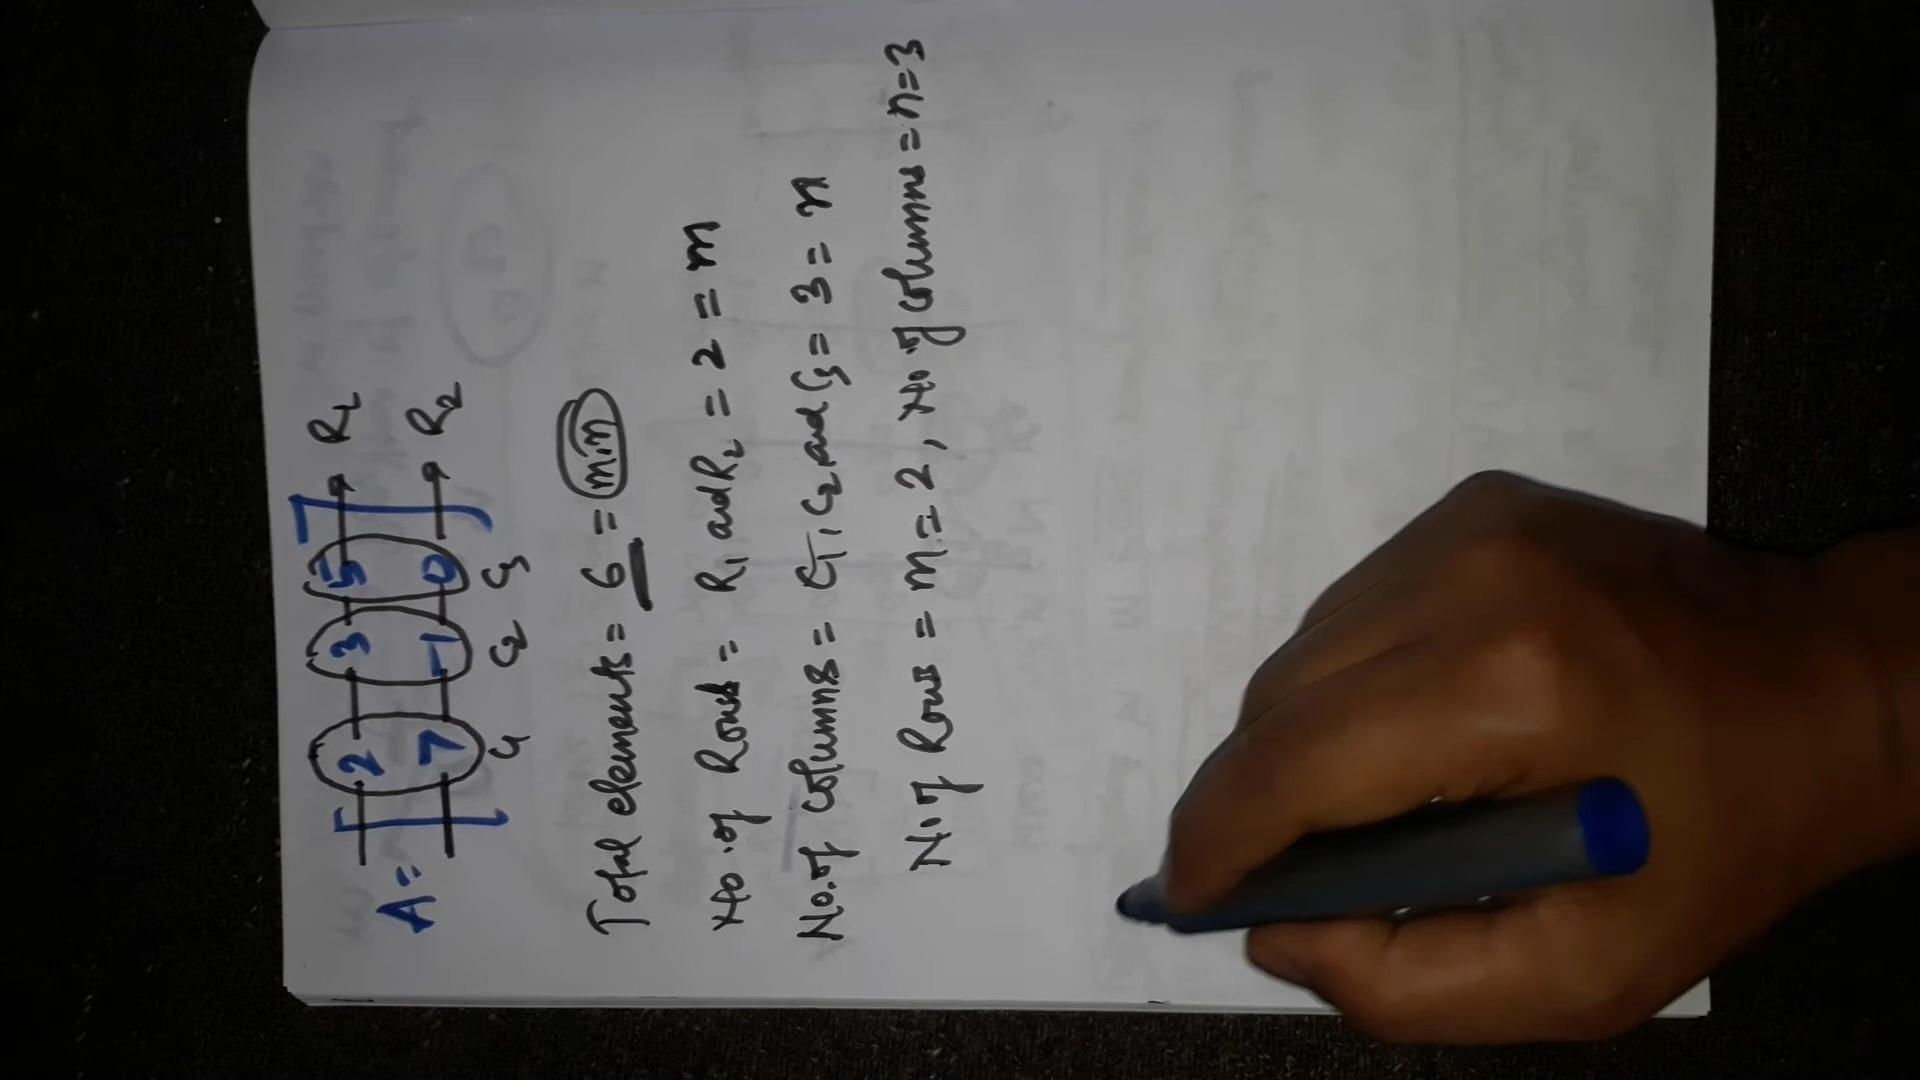 A = [ 2 3 5 ] → R1
[ 7 -1 0 ] → R2
C1 C2 C3
Total elements = 6 = m.n
No. of Rows = R1 and R2 = 2 = m
No. of columns = C1, C2 and C3 = 3 = n
N. of Rows = m = 2, No. of columns = n = 3